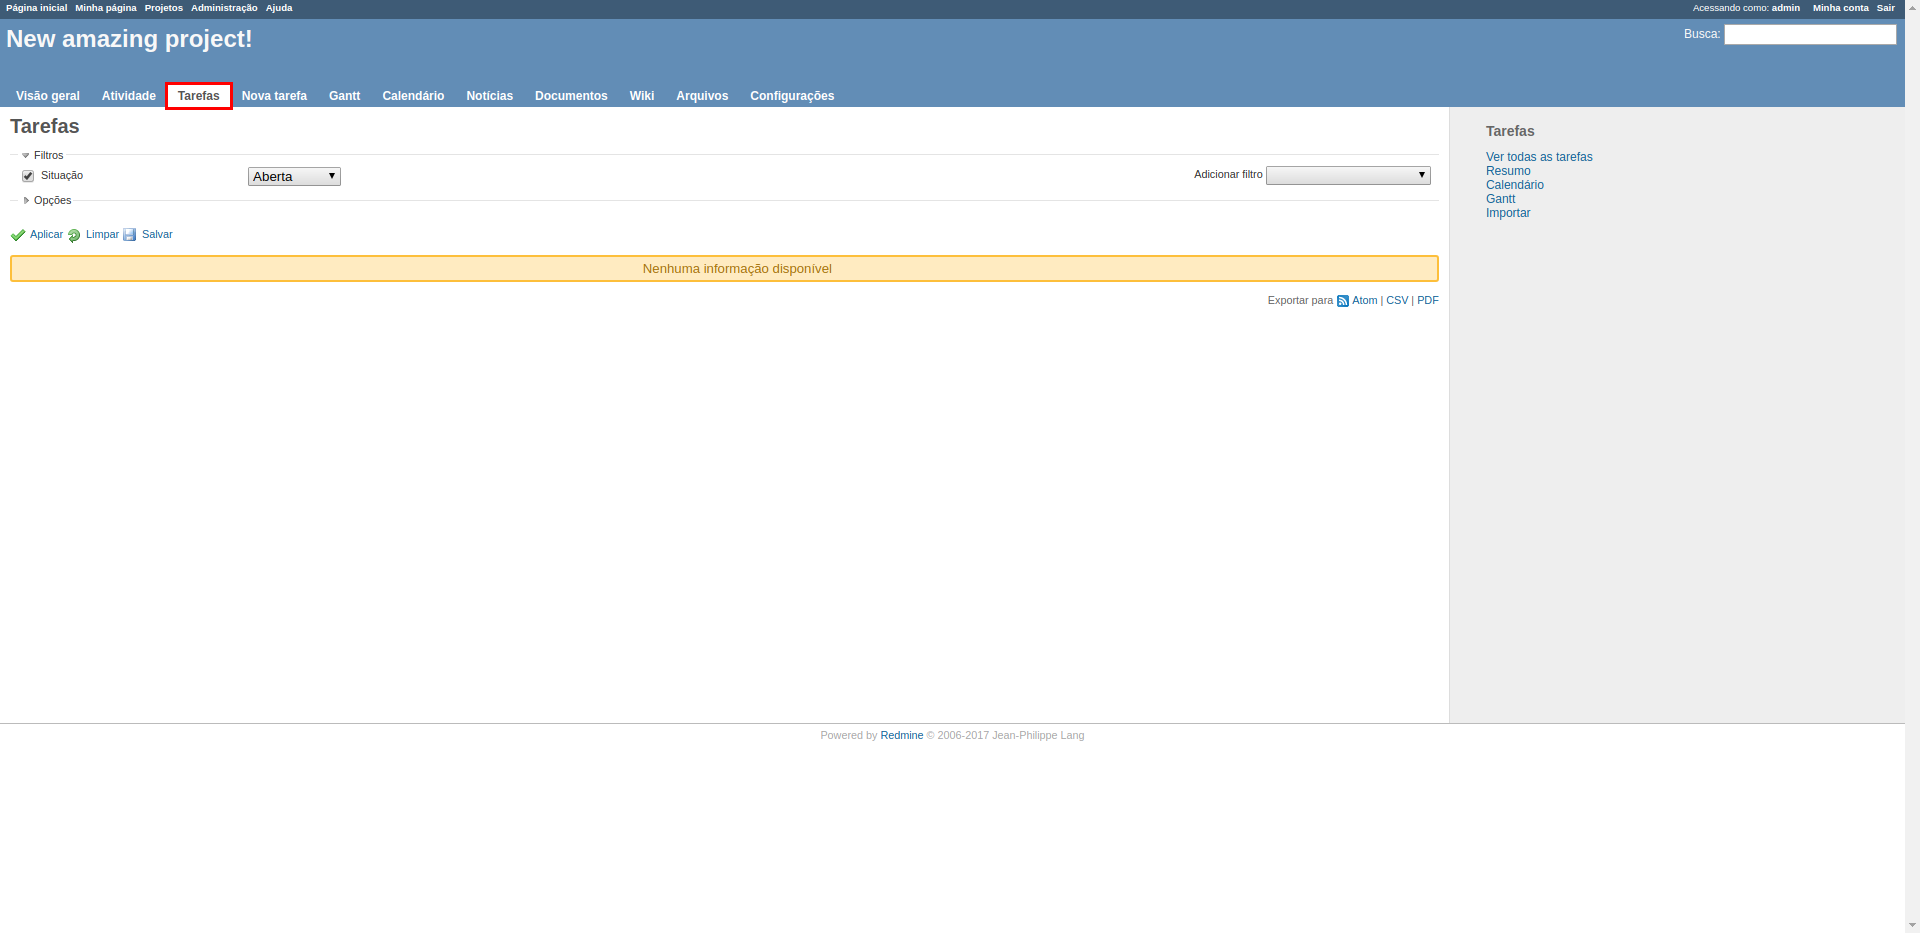 Página inicial Minha página Projetos Administração Ajuda Acessando como: admin Minha conta Sair
New amazing project! Busca:
Visão geral Atividade Tarefas Nova tarefa Gantt Calendário Notícias Documentos Wiki Arquivos Configurações
Tarefas
Filtros
Situação Aberta Adicionar filtro
Opções
Aplicar Limpar Salvar
Nenhuma informação disponível
Exportar para Atom | CSV | PDF
Tarefas
Ver todas as tarefas
Resumo
Calendário
Gantt
Importar
Powered by Redmine © 2006-2017 Jean-Philippe Lang